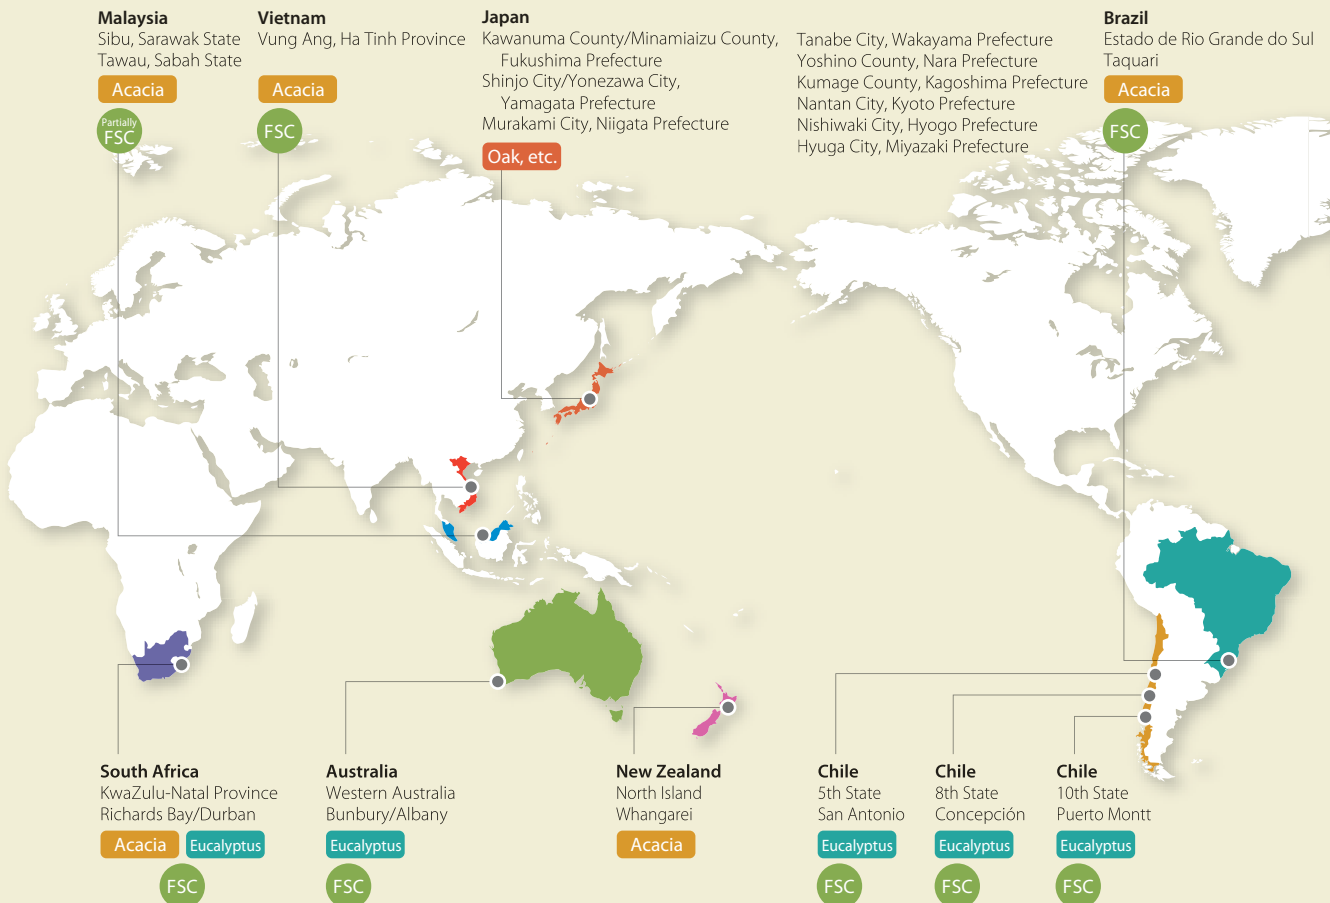 Malaysia
Sibu, Sarawak State
Tawau, Sabah State
Acacia
Partially
FSC
Vietnam
Vung Ang, Ha Tinh Province
Acacia
FSC
Japan
Kawanuma County/Minamiaizu County,
Fukushima Prefecture
Shinjo City/Yonezawa City,
Yamagata Prefecture
Murakami City, Niigata Prefecture
Oak, etc.
Tanabe City, Wakayama Prefecture
Yoshino County, Nara Prefecture
Kumage County, Kagoshima Prefecture
Nantan City, Kyoto Prefecture
Nishiwaki City, Hyogo Prefecture
Hyuga City, Miyazaki Prefecture
Brazil
Estado de Rio Grande do Sul
Taquari
Acacia
FSC
South Africa
KwaZulu-Natal Province
Richards Bay/Durban
Acacia Eucalyptus
FSC
Australia
Western Australia
Bunbury/Albany
Eucalyptus
FSC
New Zealand
North Island
Whangarei
Acacia
Chile
5th State
San Antonio
Eucalyptus
FSC
Chile
8th State
Concepción
Eucalyptus
FSC
Chile
10th State
Puerto Montt
Eucalyptus
FSC